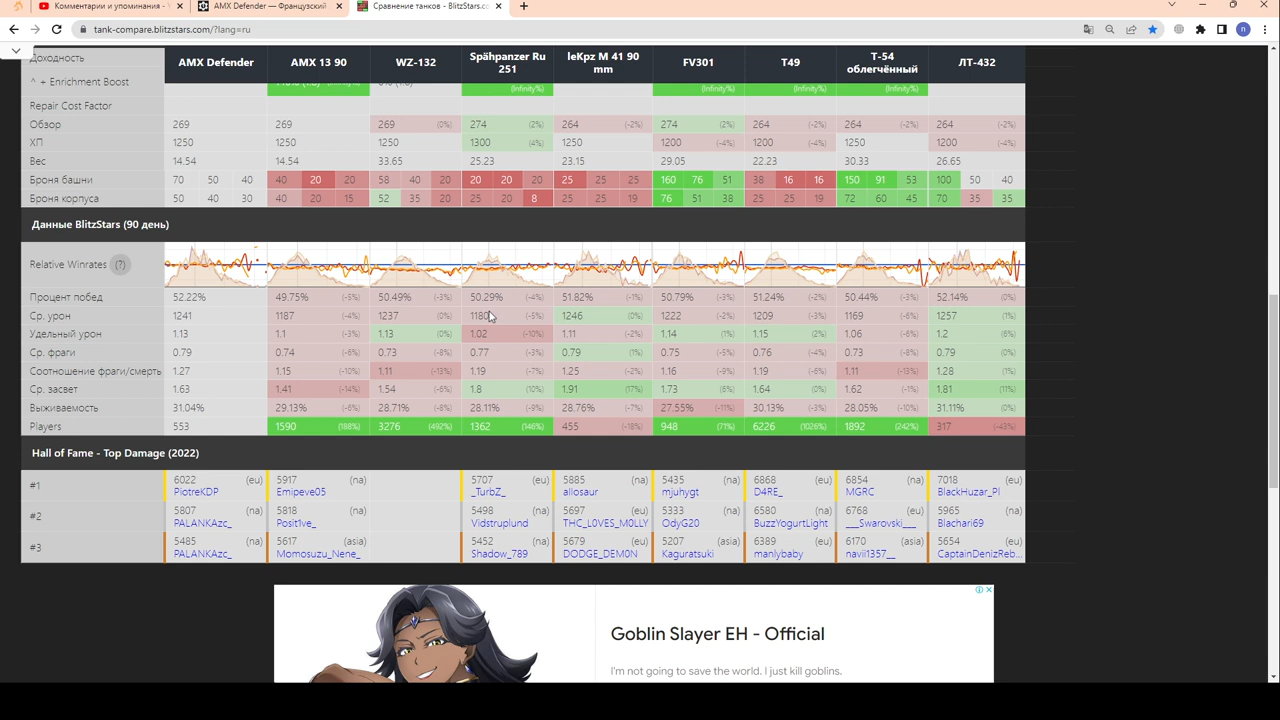 Комментарии и упоминания -
AMX Defender — Французский
Сравнение танков - BlitzStars.co
tank-compare.blitzstars.com/?lang=ru
Доходность AMX Defender AMX 13 90 WZ-132 Spähpanzer Ru 251 leKpz M 41 90 mm FV301 T49 Т-54 облегчённый ЛТ-432
^ + Enrichment Boost (Infinity%) (Infinity%) (Infinity%) (Infinity%)
Repair Cost Factor
Обзор 269 269 269 (0%) 274 (2%) 264 (-2%) 274 (2%) 264 (-2%) 264 (-2%) 264 (-2%)
ХП 1250 1250 1250 1300 (4%) 1250 1200 (-4%) 1200 (-4%) 1250 1200 (-4%)
Вес 14.54 14.54 33.65 25.23 23.15 29.05 22.23 30.33 26.65
Броня башни 70 50 40 40 20 20 58 40 20 20 20 20 25 25 25 160 76 51 38 16 16 150 91 53 100 50 40
Броня корпуса 50 40 30 40 20 15 52 35 20 25 20 8 25 25 19 76 51 38 25 25 19 72 60 45 70 35 35
Данные BlitzStars (90 день)
Relative Winrates (?)
Процент побед 52.22% 49.75% (-5%) 50.49% (-3%) 50.29% (-4%) 51.82% (-1%) 50.79% (-3%) 51.24% (-2%) 50.44% (-3%) 52.14% (0%)
Ср. урон 1241 1187 (-4%) 1237 (0%) 1180 (-5%) 1246 (0%) 1222 (-2%) 1209 (-3%) 1169 (-6%) 1257 (1%)
Удельный урон 1.13 1.1 (-3%) 1.13 (0%) 1.02 (-10%) 1.11 (-2%) 1.14 (1%) 1.15 (2%) 1.06 (-6%) 1.2 (6%)
Ср. фраги 0.79 0.74 (-6%) 0.73 (-8%) 0.77 (-3%) 0.79 (1%) 0.75 (-5%) 0.76 (-4%) 0.73 (-8%) 0.79 (0%)
Соотношение фраги/смерть 1.27 1.15 (-10%) 1.11 (-13%) 1.19 (-7%) 1.25 (-2%) 1.16 (-9%) 1.19 (-6%) 1.11 (-13%) 1.28 (1%)
Ср. засвет 1.63 1.41 (-14%) 1.54 (-6%) 1.8 (10%) 1.91 (17%) 1.73 (6%) 1.64 (0%) 1.62 (-1%) 1.81 (11%)
Выживаемость 31.04% 29.13% (-6%) 28.71% (-8%) 28.11% (-9%) 28.76% (-7%) 27.55% (-11%) 30.13% (-3%) 28.05% (-10%) 31.11% (0%)
Players 553 1590 (188%) 3276 (492%) 1362 (146%) 455 (-18%) 948 (71%) 6226 (1026%) 1892 (242%) 317 (-43%)
Hall of Fame - Top Damage (2022)
#1 6022 (eu) 5917 (na) 5707 (eu) 5885 (na) 5435 (na) 6868 (eu) 6854 (na) 7018 (eu)
PiotreKDP Emipeve05 _TurbZ_ allosaur mjuhygt D4RE_ MGRC BlackHuzar_Pl
#2 5807 (na) 5818 (na) 5498 (na) 5697 (na) 5333 (na) 6580 (na) 6768 (eu) 5965 (na)
PALANKAzc_ Posit1ve_ Vidstruplund THC_L0VES_M0LLY OdyG20 BuzzYogurtLight ___Swarovski___ Blachari69
#3 5485 (na) 5617 (asia) 5452 (na) 5679 (eu) 5207 (asia) 6389 (eu) 6170 (asia) 5654 (eu)
PALANKAzc_ Momosuzu_Nene_ Shadow_789 DODGE_DEM0N Kaguratsuki manlybaby navii1357__ CaptainDenizReb...
Goblin Slayer EH - Official
I'm not going to save the world. I just kill goblins.